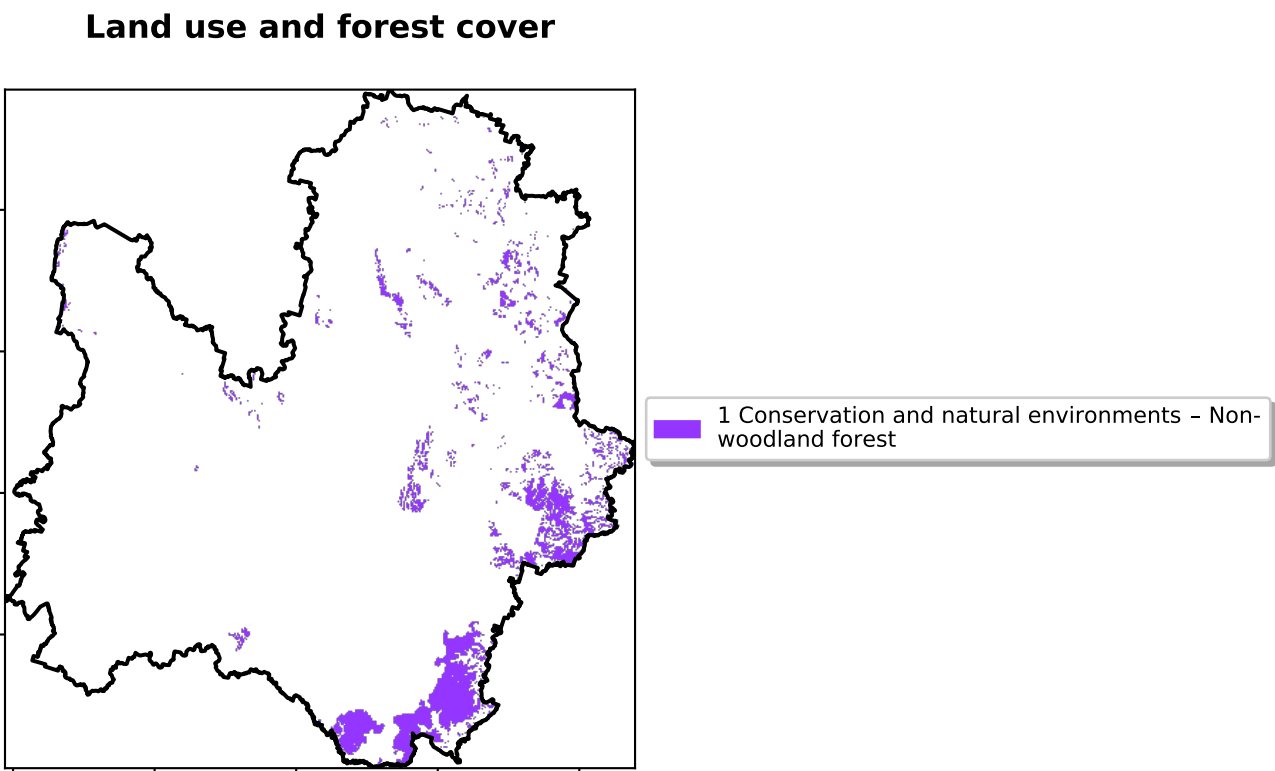 Land use and forest cover
1 Conservation and natural environments – Non-
woodland forest